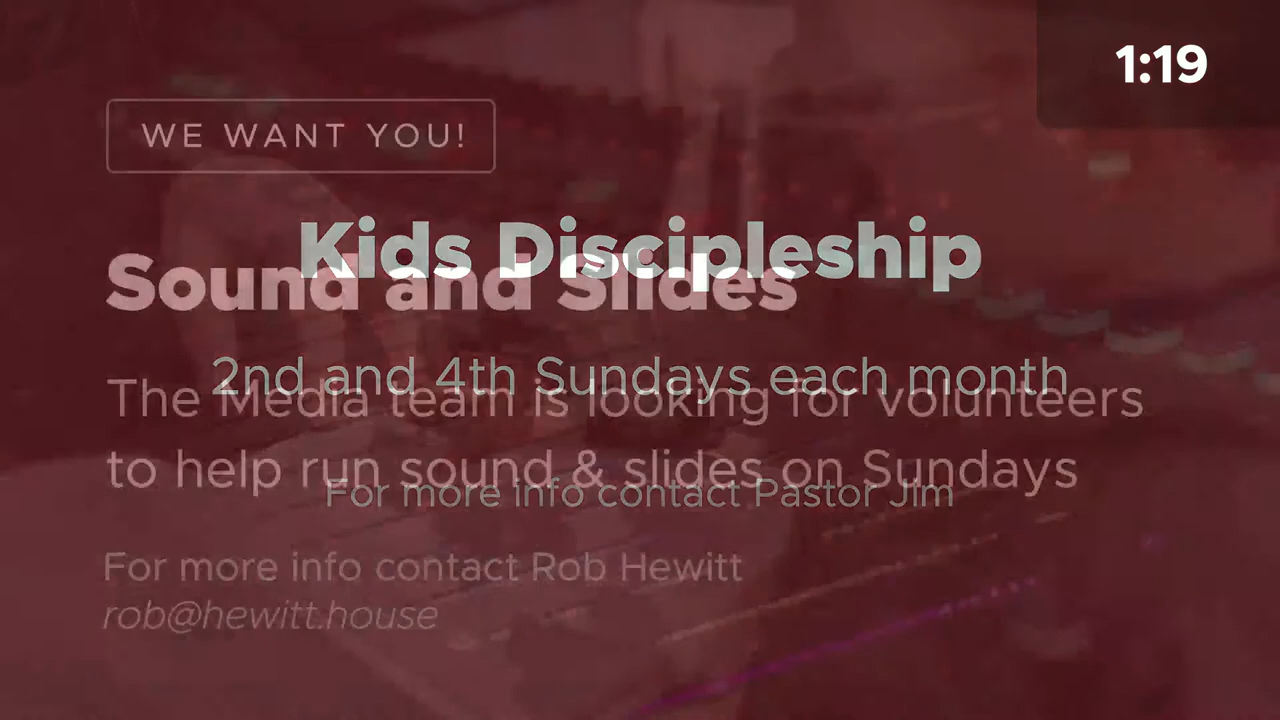 1:19
WE WANT YOU!
Kids Discipleship
Sound and Slides
2nd and 4th Sundays each month
The Media team is looking for volunteers
to help run sound & slides on Sundays
For more info contact Pastor Jim
For more info contact Rob Hewitt
rob@hewitt.house